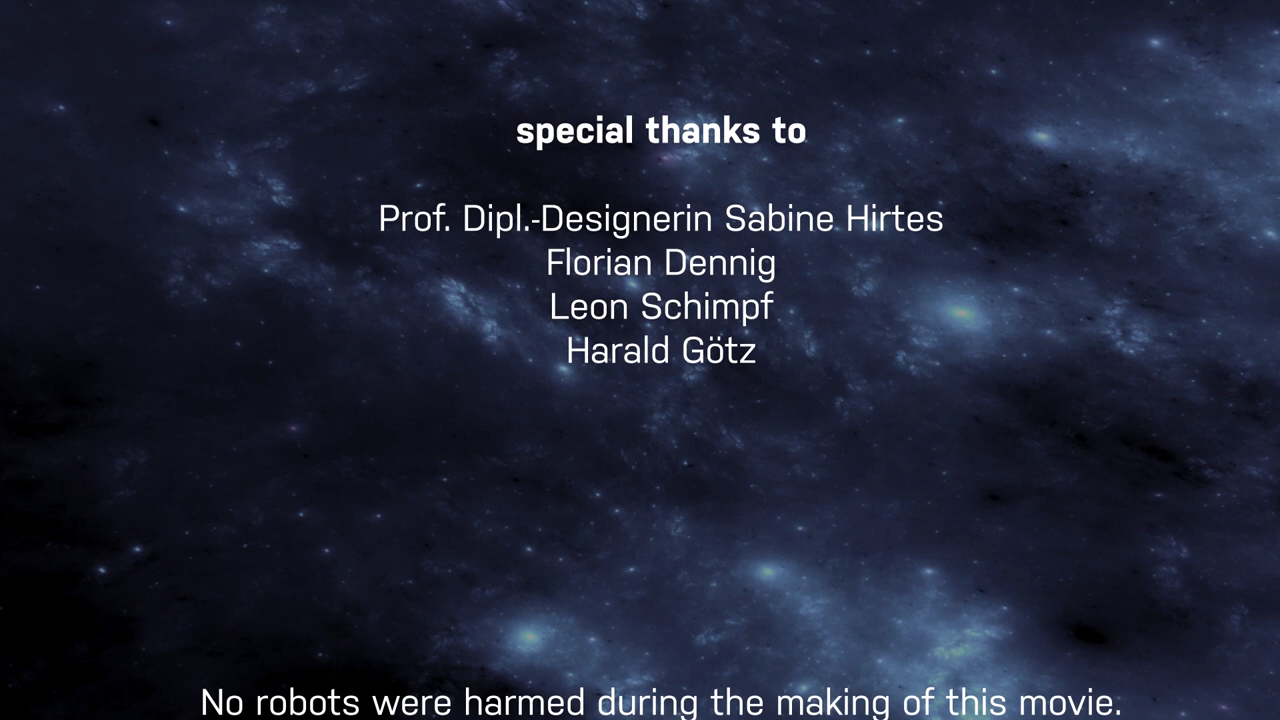 special thanks to
Prof. Dipl.-Designerin Sabine Hirtes
Florian Dennig
Leon Schimpf
Harald Götz
No robots were harmed during the making of this movie.